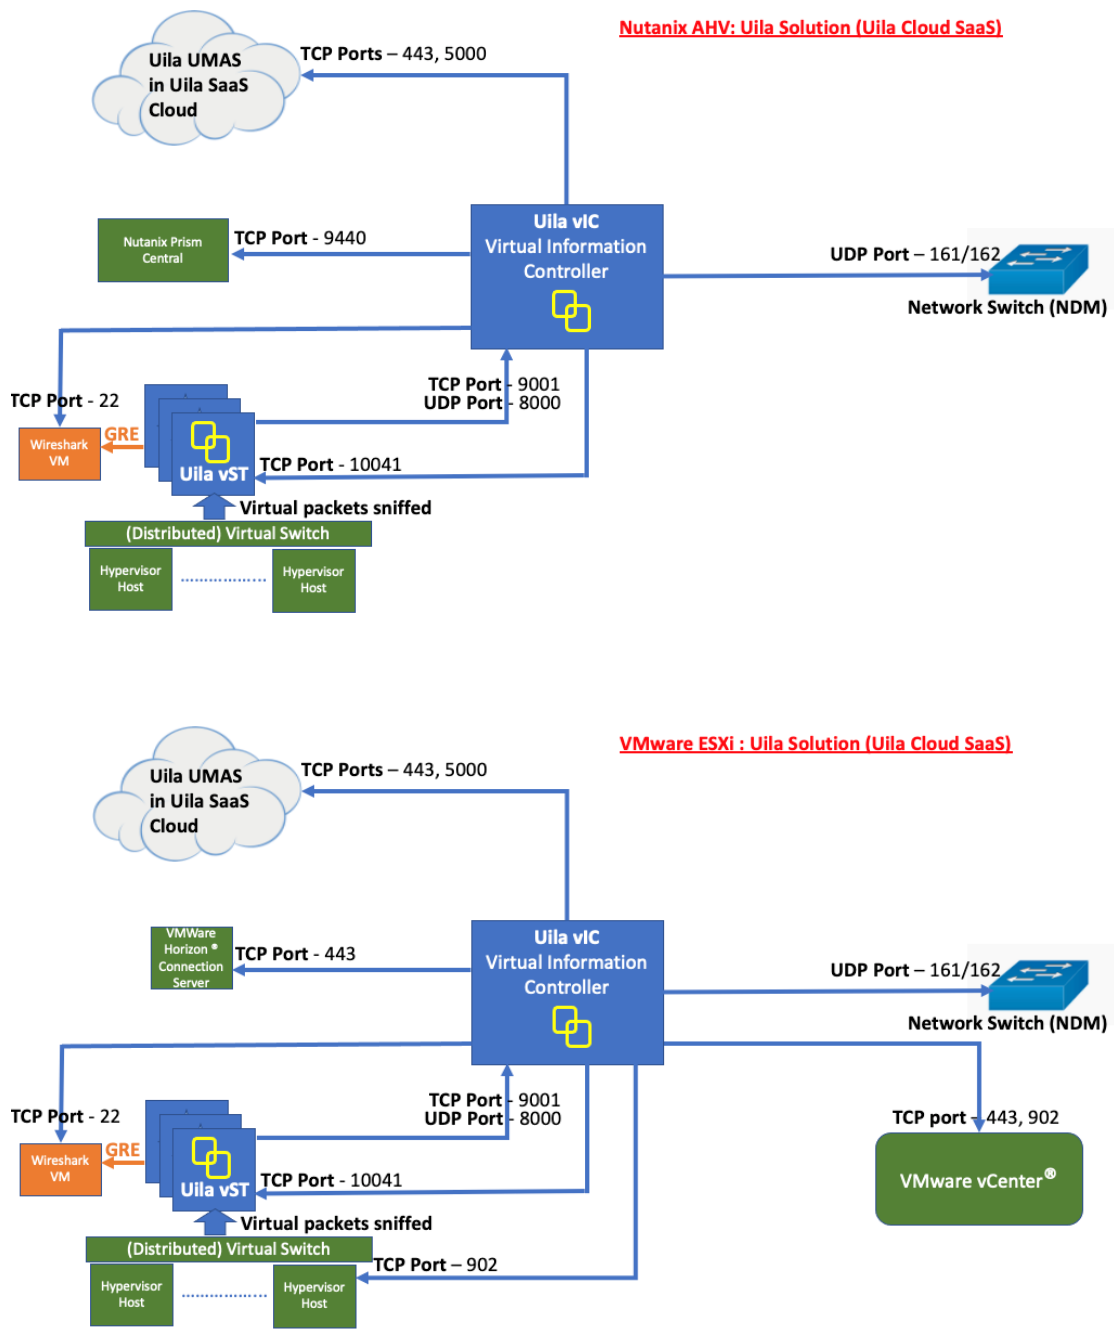 Nutanix AHV: Uila Solution (Uila Cloud SaaS)
TCP Ports – 443, 5000
Uila UMAS
in Uila SaaS
Cloud
Uila vIC
Virtual Information
Controller
Nutanix Prism
Central
TCP Port - 9440
UDP Port – 161/162
Network Switch (NDM)
TCP Port - 22
TCP Port - 9001
UDP Port - 8000
Wireshark
VM
GRE
Uila vST
TCP Port - 10041
Virtual packets sniffed
(Distributed) Virtual Switch
Hypervisor
Host
Hypervisor
Host
VMware ESXi : Uila Solution (Uila Cloud SaaS)
TCP Ports – 443, 5000
Uila UMAS
in Uila SaaS
Cloud
Uila vIC
Virtual Information
Controller
VMWare
Horizon ®
Connection
Server
TCP Port - 443
UDP Port – 161/162
Network Switch (NDM)
TCP Port - 22
TCP Port - 9001
UDP Port - 8000
TCP port – 443, 902
Wireshark
VM
GRE
Uila vST
TCP Port - 10041
VMware vCenter®
Virtual packets sniffed
(Distributed) Virtual Switch
TCP Port – 902
Hypervisor
Host
Hypervisor
Host